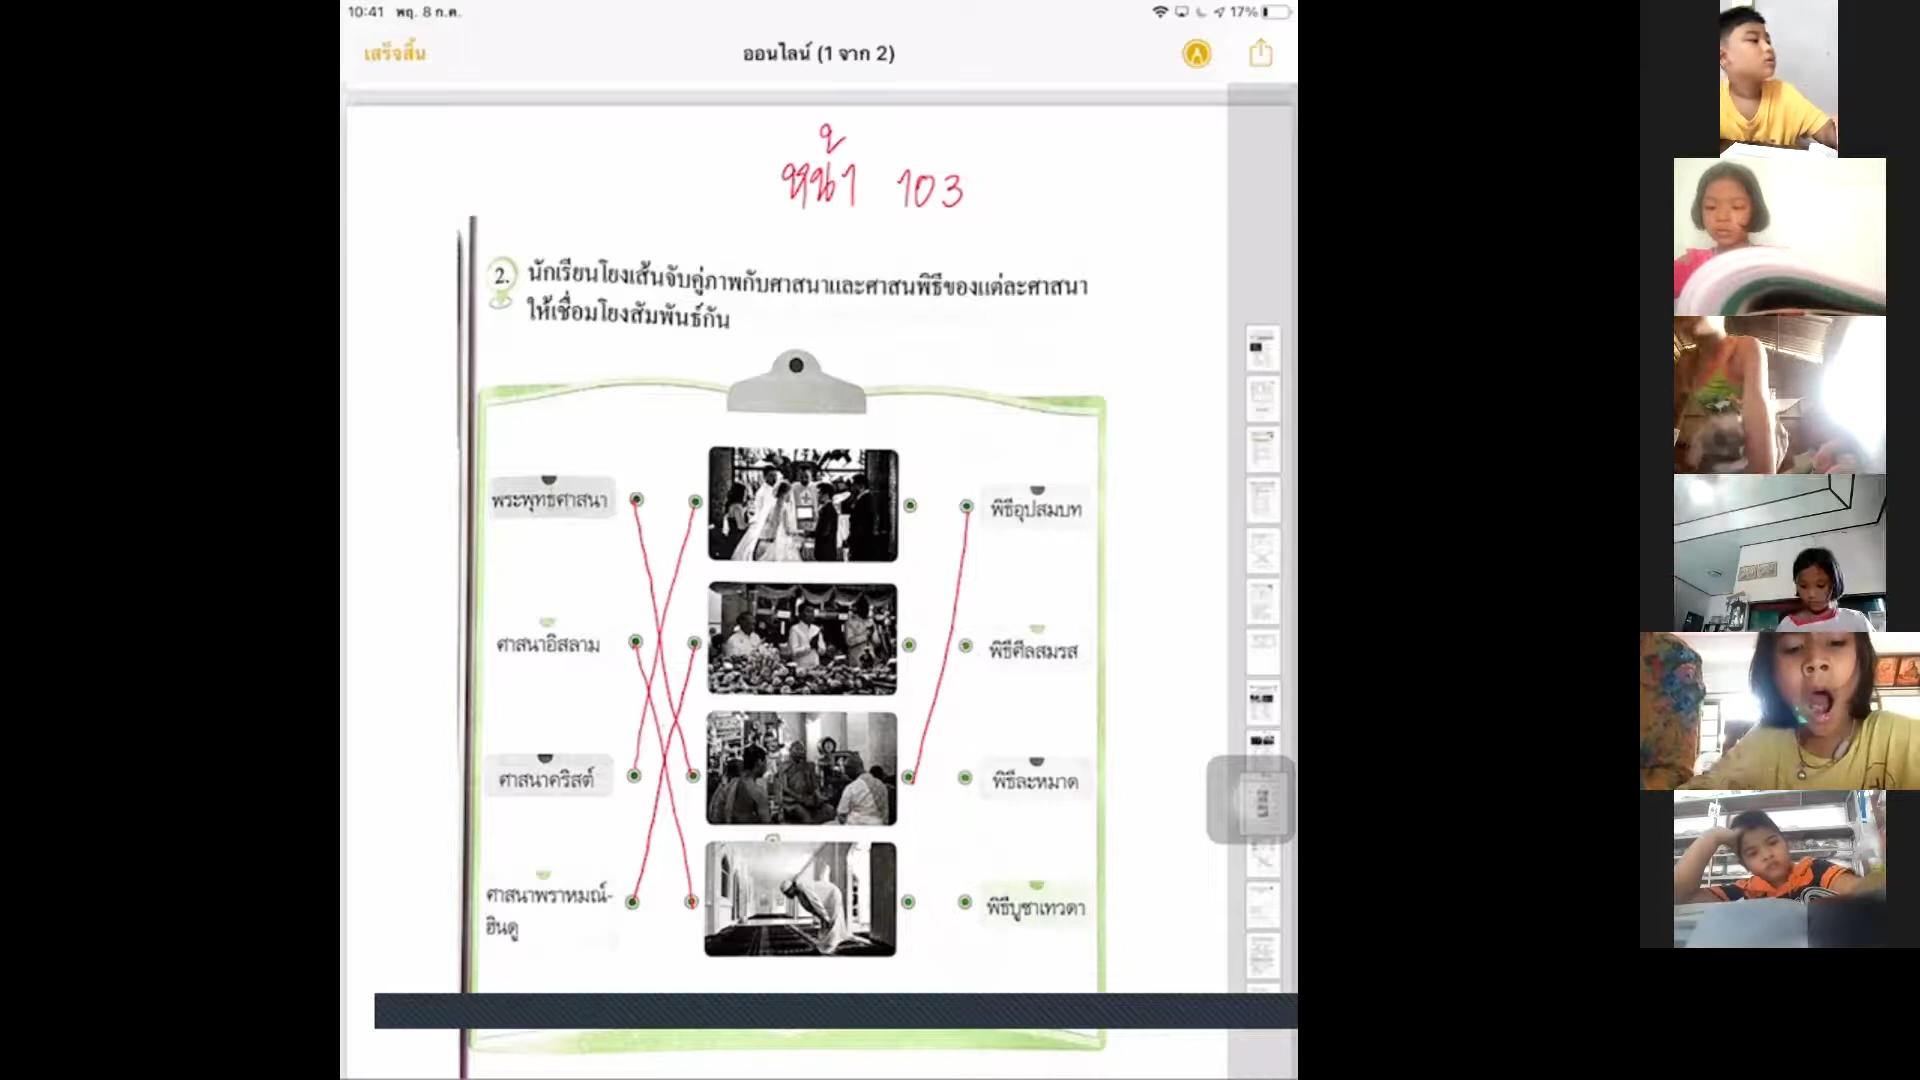 10:41 พฤ. 8 ก.ค.
17%
เสร็จสิ้น
ออนไลน์ (1 จาก 2)
หน้า 103
2. นักเรียนโยงเส้นจับคู่ภาพกับศาสนาและศาสนพิธีของแต่ละศาสนา
ให้เชื่อมโยงสัมพันธ์กัน
พระพุทธศาสนา
พิธีอุปสมบท
ศาสนาอิสลาม
พิธีศีลสมรส
ศาสนาคริสต์
พิธีละหมาด
ศาสนาพราหมณ์-
ฮินดู
พิธีบูชาเทวดา